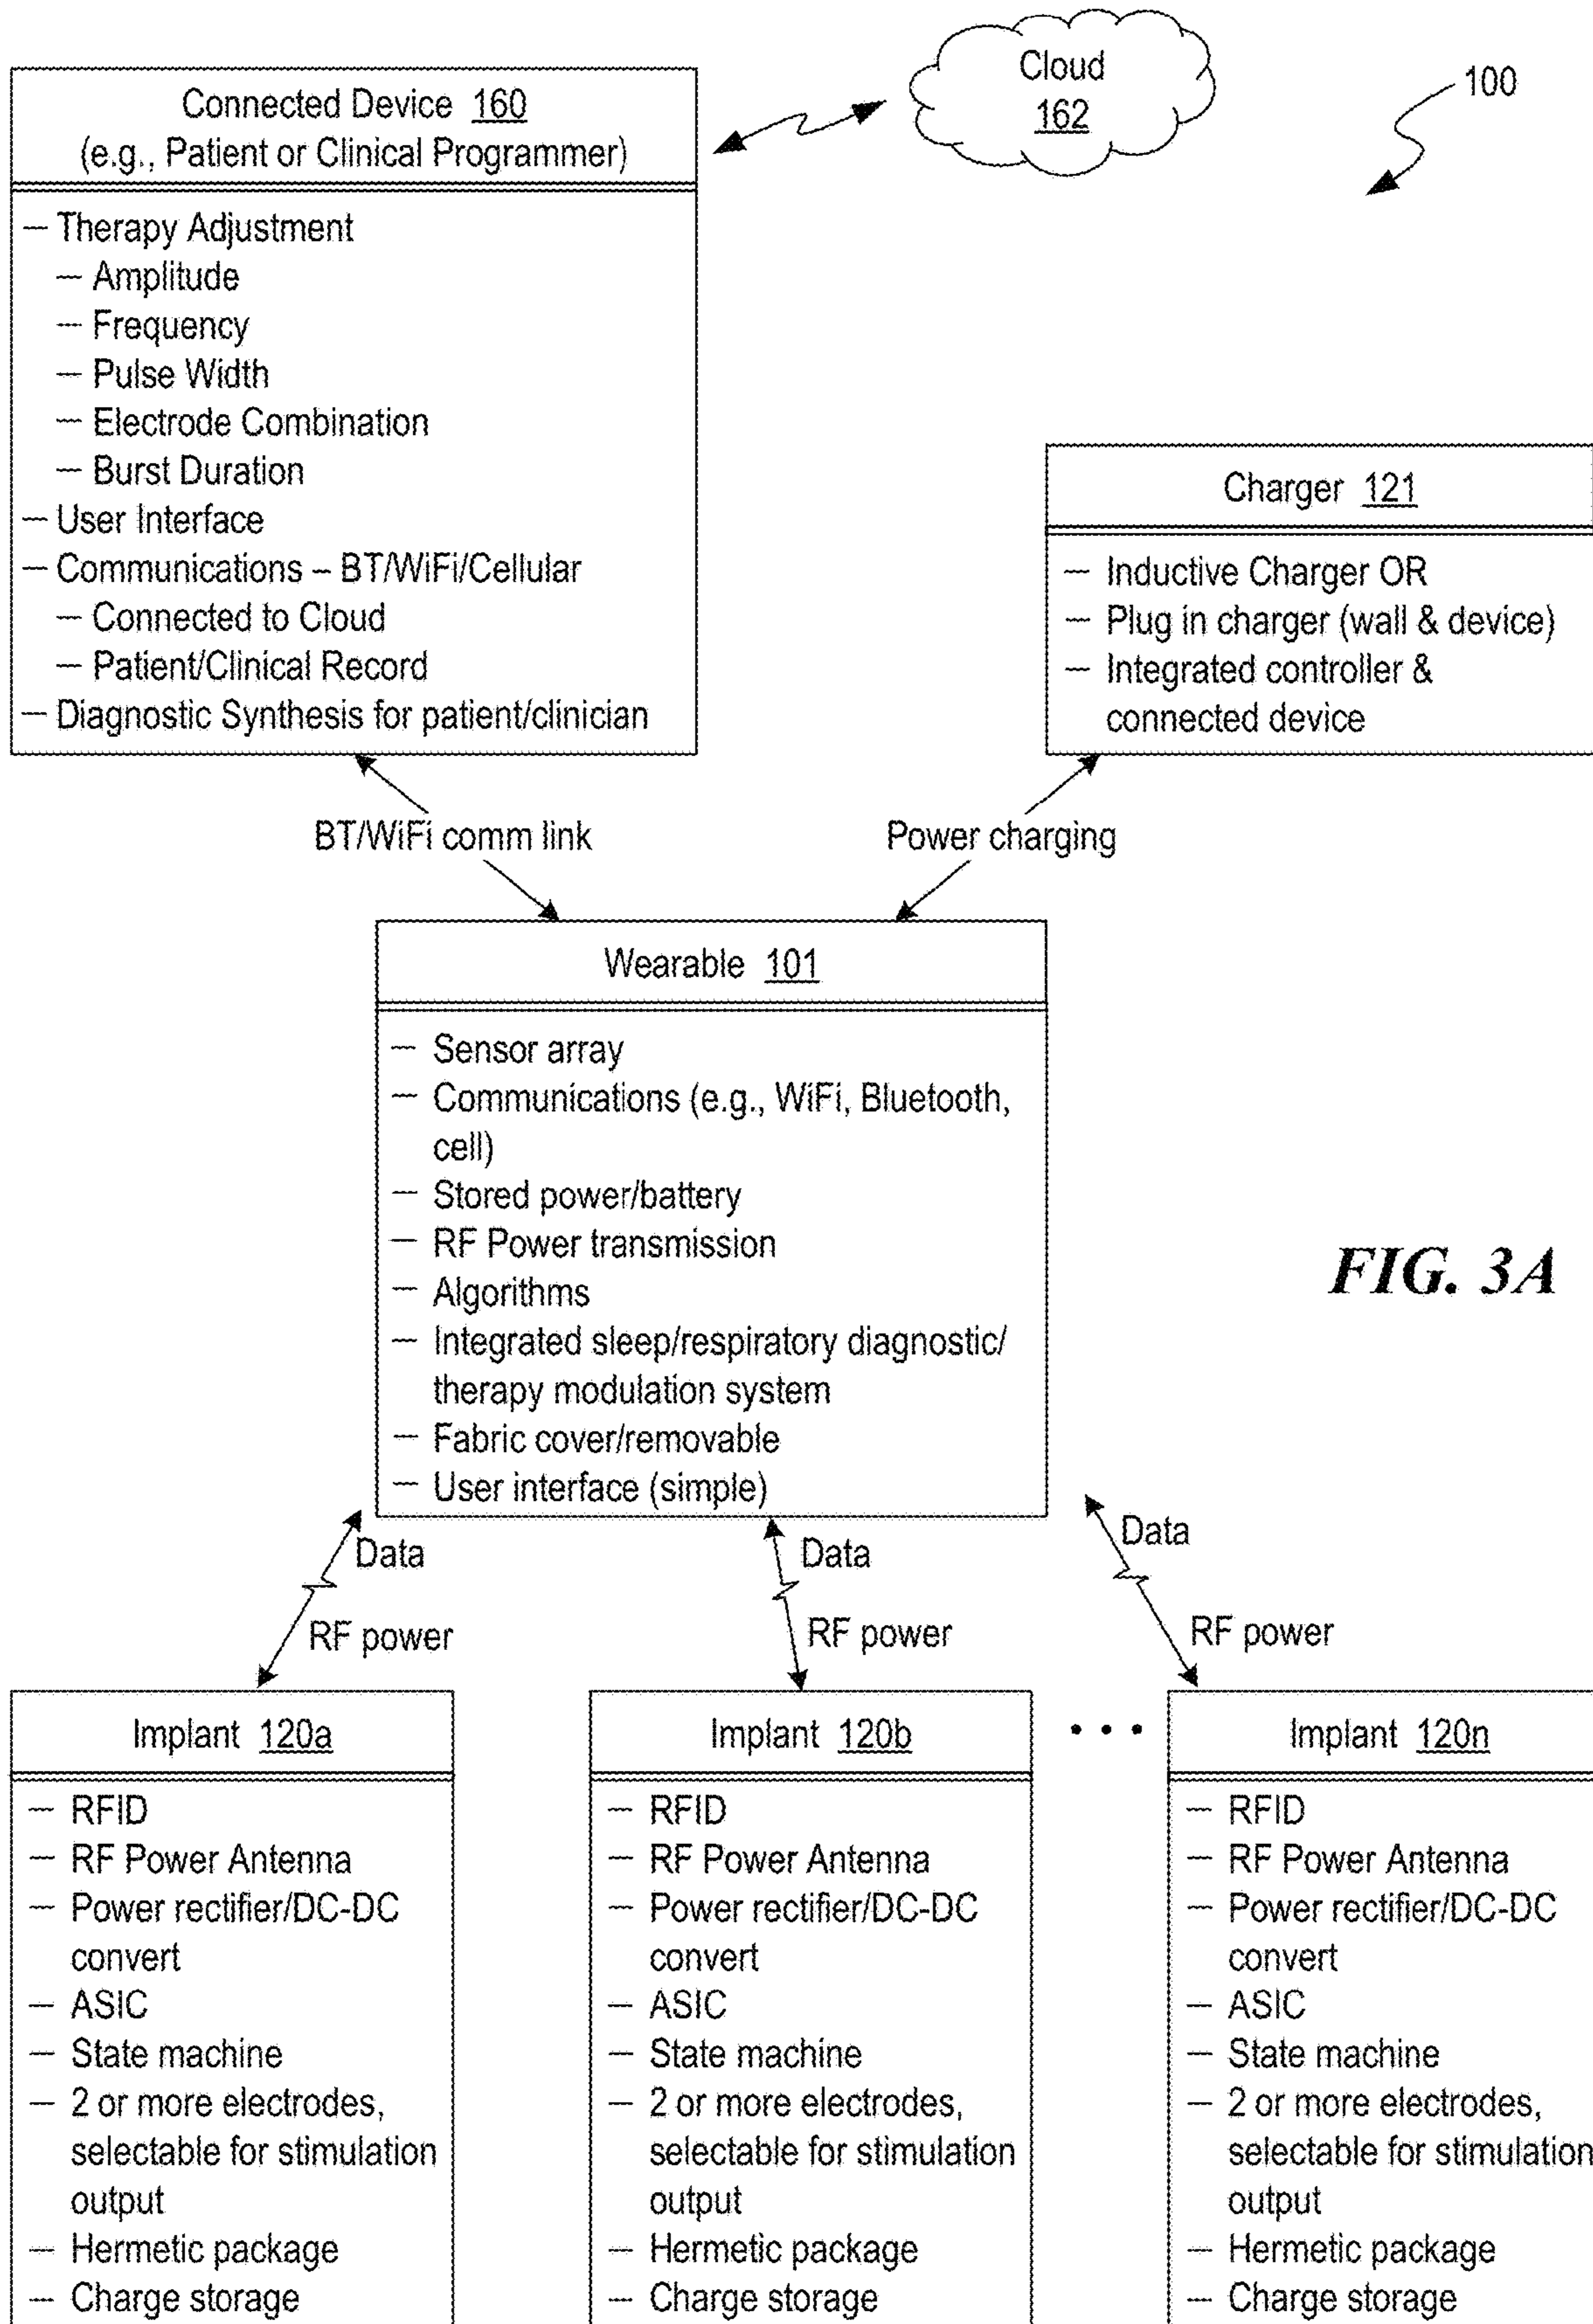 Cloud
162
100
Connected Device 160
(e.g., Patient or Clinical Programmer)
— Therapy Adjustment
— Amplitude
— Frequency
— Pulse Width
— Electrode Combination
— Burst Duration
— User Interface
— Communications – BT/WiFi/Cellular
— Connected to Cloud
— Patient/Clinical Record
— Diagnostic Synthesis for patient/clinician
Charger 121
— Inductive Charger OR
— Plug in charger (wall & device)
— Integrated controller &
connected device
BT/WiFi comm link
Power charging
Wearable 101
— Sensor array
— Communications (e.g., WiFi, Bluetooth,
cell)
— Stored power/battery
— RF Power transmission
— Algorithms
— Integrated sleep/respiratory diagnostic/
therapy modulation system
— Fabric cover/removable
— User interface (simple)
FIG. 3A
Data
RF power
Data
RF power
Data
RF power
Implant 120a
— RFID
— RF Power Antenna
— Power rectifier/DC-DC
convert
— ASIC
— State machine
— 2 or more electrodes,
selectable for stimulation
output
— Hermetic package
— Charge storage
Implant 120b
— RFID
— RF Power Antenna
— Power rectifier/DC-DC
convert
— ASIC
— State machine
— 2 or more electrodes,
selectable for stimulation
output
— Hermetic package
— Charge storage
• • •
Implant 120n
— RFID
— RF Power Antenna
— Power rectifier/DC-DC
convert
— ASIC
— State machine
— 2 or more electrodes,
selectable for stimulation
output
— Hermetic package
— Charge storage